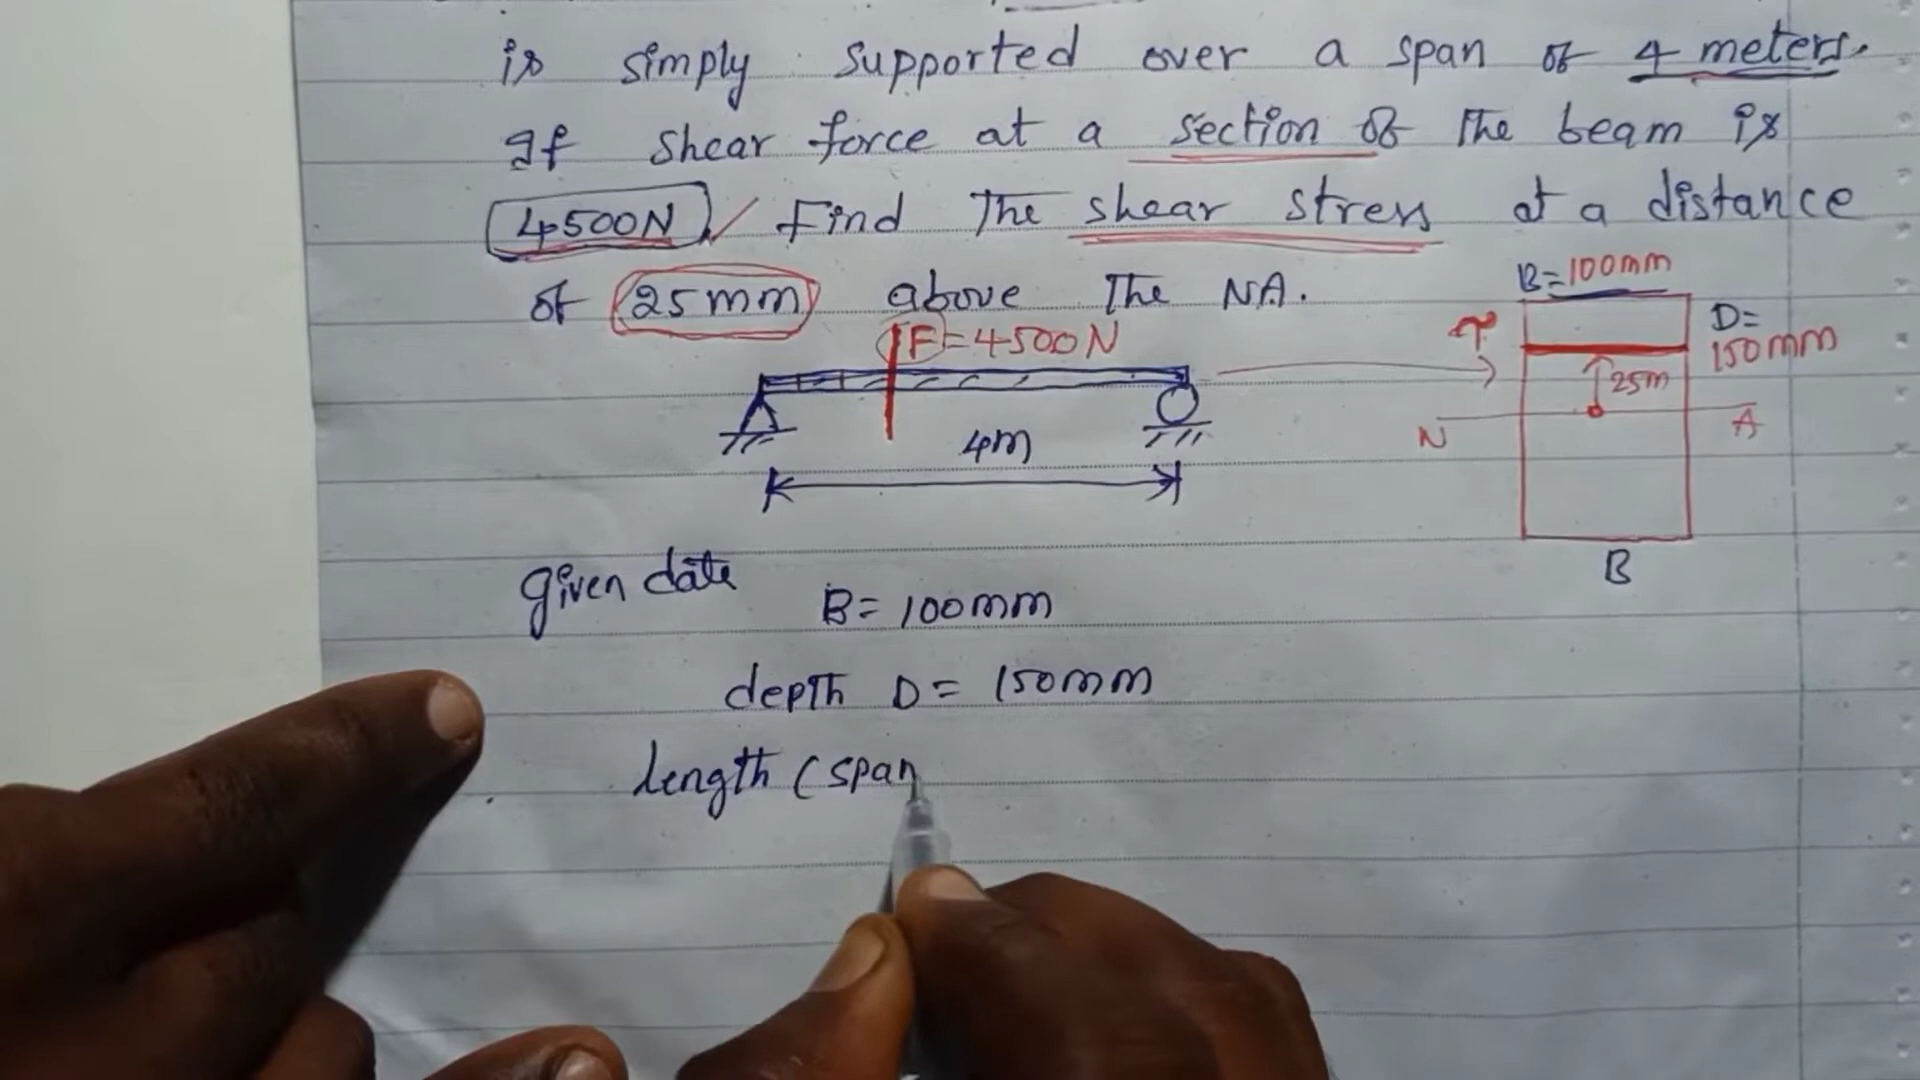 is simply supported over a span of 4 meters.
If shear force at a section of the beam is
4500N, Find the shear stress at a distance
of 25mm above the NA.
B=100mm
D=
150mm
F=4500N
τ
25m
N
A
4m
B
given date
B=100mm
depth D=150mm
length (span